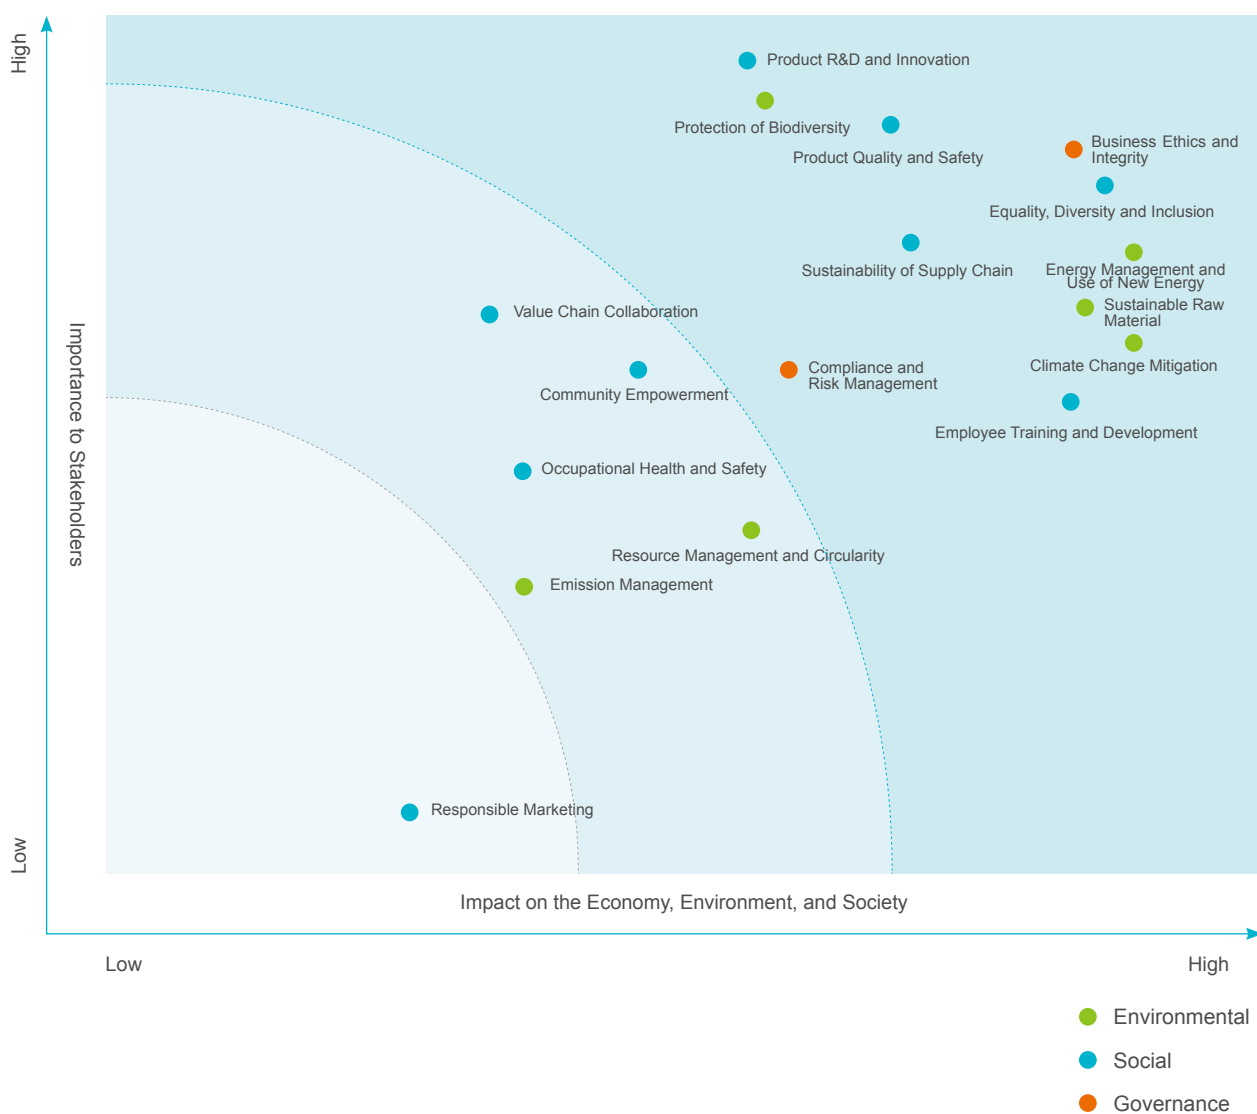 High
Product R&D and Innovation
Protection of Biodiversity
Product Quality and Safety
Business Ethics and
Integrity
Equality, Diversity and Inclusion
Sustainability of Supply Chain
Energy Management and
Use of New Energy
Sustainable Raw
Material
Value Chain Collaboration
Climate Change Mitigation
Compliance and
Risk Management
Community Empowerment
Employee Training and Development
Importance to Stakeholders
Occupational Health and Safety
Resource Management and Circularity
Emission Management
Responsible Marketing
Low
Impact on the Economy, Environment, and Society
Low
High
Environmental
Social
Governance